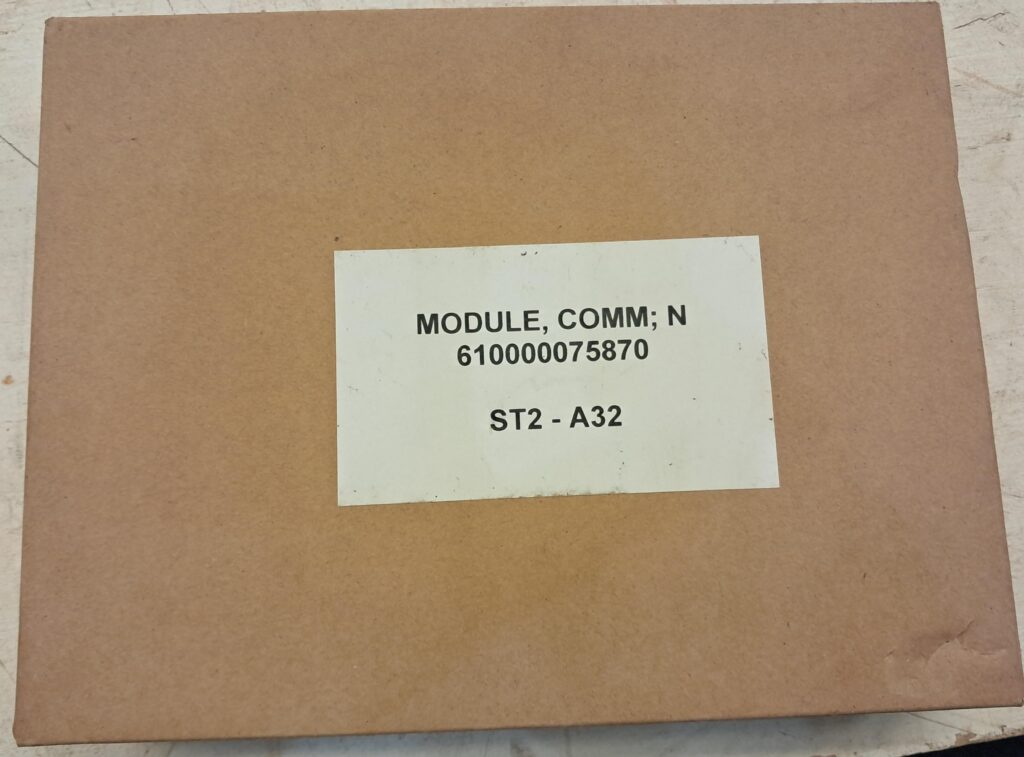 MODULE, COMM; N
610000075870
ST2 - A32